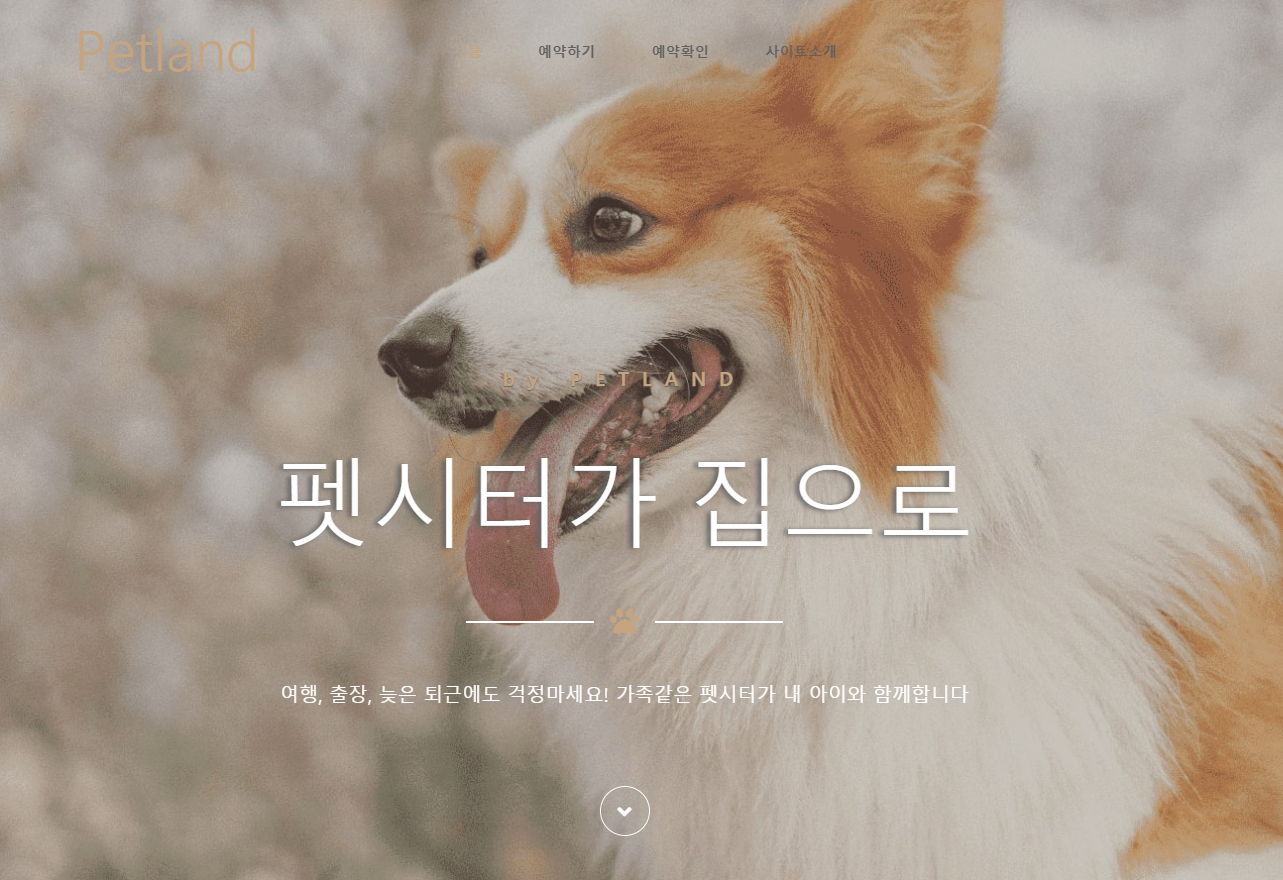 Petland
홈 예약하기 예약확인 사이트소개
by PETLAND
펫시터가 집으로
여행, 출장, 늦은 퇴근에도 걱정마세요! 가족같은 펫시터가 내 아이와 함께합니다